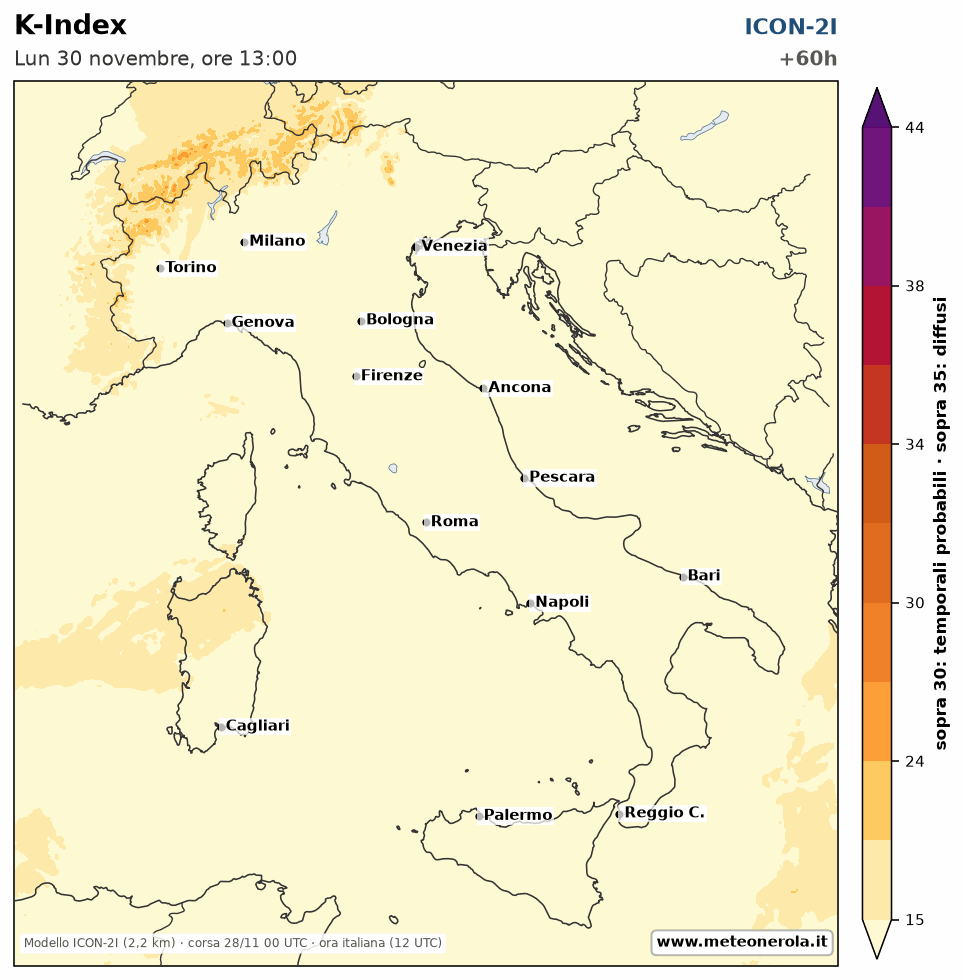 K-Index
ICON-2I
Lun 30 novembre, ore 13:00
+60h
44
38
34
30
24
15
sopra 30: temporali probabili · sopra 35: diffusi
Milano
Venezia
Torino
Genova
Bologna
Firenze
Ancona
Pescara
Roma
Bari
Napoli
Cagliari
Palermo
Reggio C.
Modello ICON-2I (2,2 km) · corsa 28/11 00 UTC · ora italiana (12 UTC)
www.meteonerola.it